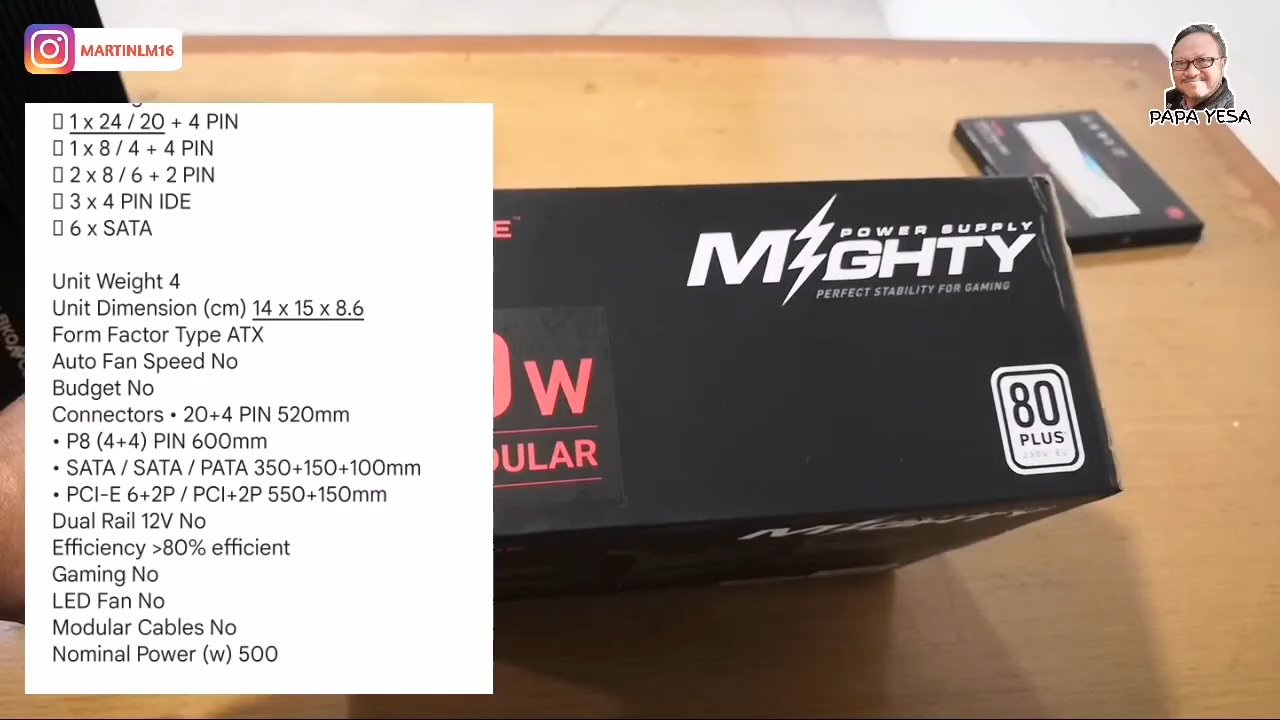 MARTINLM16
PAPA YESA
▯ 1 x 24 / 20 + 4 PIN
▯ 1 x 8 / 4 + 4 PIN
▯ 2 x 8 / 6 + 2 PIN
▯ 3 x 4 PIN IDE
▯ 6 x SATA
Unit Weight 4
Unit Dimension (cm) 14 x 15 x 8.6
Form Factor Type ATX
Auto Fan Speed No
Budget No
Connectors • 20+4 PIN 520mm
• P8 (4+4) PIN 600mm
• SATA / SATA / PATA 350+150+100mm
• PCI-E 6+2P / PCI+2P 550+150mm
Dual Rail 12V No
Efficiency >80% efficient
Gaming No
LED Fan No
Modular Cables No
Nominal Power (w) 500
E™
MIGHTY
POWER SUPPLY
PERFECT STABILITY FOR GAMING
0W
DULAR
80
PLUS
230V EU
MIGHTY